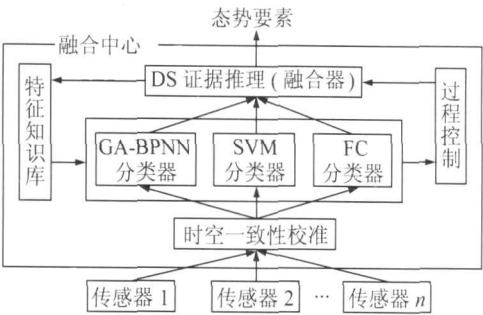 态势要素
融合中心
DS 证据推理(融合器)
特征知识库
过程控制
GA-BPNN
分类器
SVM
分类器
FC
分类器
时空一致性校准
传感器 1
传感器 2
…
传感器 n